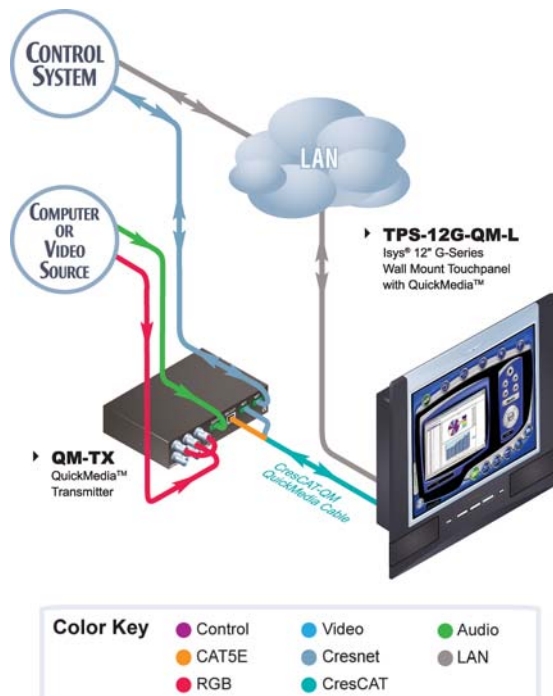 CONTROL
SYSTEM
LAN
COMPUTER
OR
VIDEO
SOURCE
TPS-12G-QM-L
Isys® 12" G-Series
Wall Mount Touchpanel
with QuickMedia™
QM-TX
QuickMedia™
Transmitter
CresCAT-QM
QuickMedia Cable
Color Key
Control
Video
Audio
CAT5E
Cresnet
LAN
RGB
CresCAT